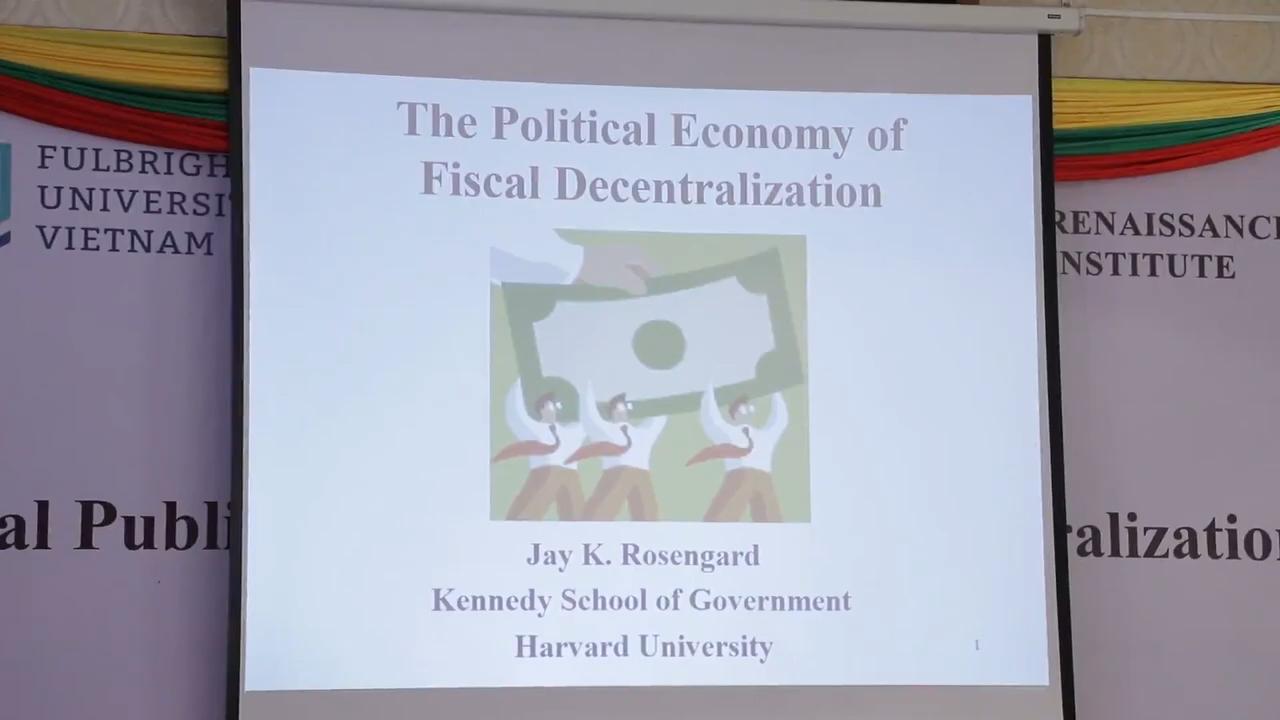 The Political Economy of
Fiscal Decentralization
FULBRIGH
UNIVERSI
VIETNAM
RENAISSANC
NSTITUTE
al Publi
ralizatio
Jay K. Rosengard
Kennedy School of Government
Harvard University
1